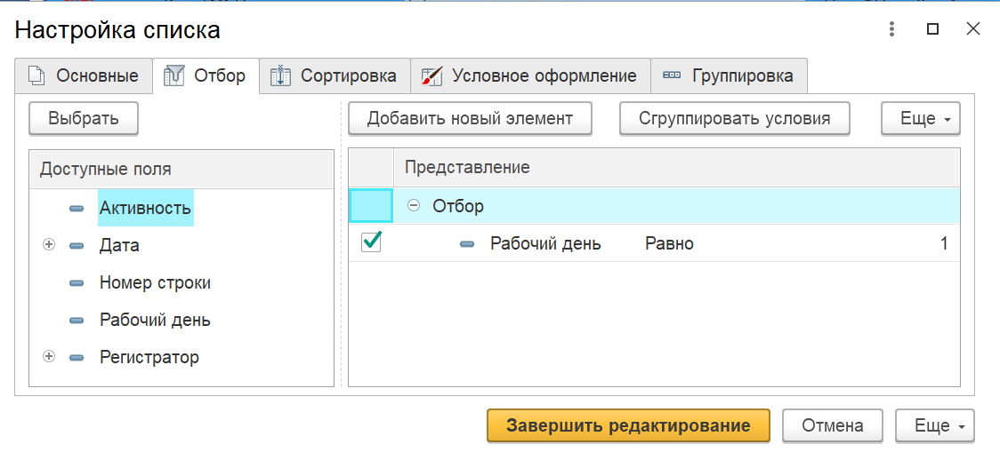 Настройка списка
Основные Отбор Сортировка Условное оформление Группировка
Выбрать Добавить новый элемент Сгруппировать условия Еще
Доступные поля
Активность
Дата
Номер строки
Рабочий день
Регистратор
Представление
Отбор
Рабочий день Равно 1
Завершить редактирование Отмена Еще